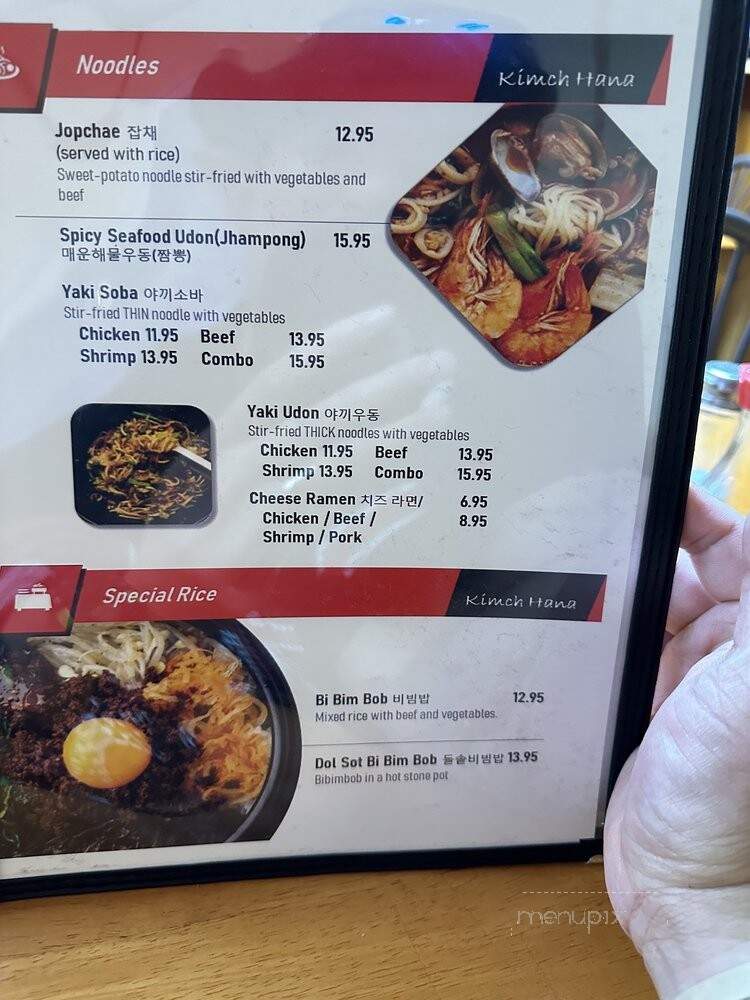 Noodles
Kimch Hana
Jopchae 잡채 12.95
(served with rice)
Sweet-potato noodle stir-fried with vegetables and
beef
Spicy Seafood Udon(Jhampong) 15.95
매운해물우동(짬뽕)
Yaki Soba 야끼소바
Stir-fried THIN noodle with vegetables
Chicken 11.95 Beef 13.95
Shrimp 13.95 Combo 15.95
Yaki Udon 야끼우동
Stir-fried THICK noodles with vegetables
Chicken 11.95 Beef 13.95
Shrimp 13.95 Combo 15.95
Cheese Ramen 치즈 라면/ 6.95
Chicken / Beef / 8.95
Shrimp / Pork
Special Rice
Kimch Hana
Bi Bim Bob 비빔밥 12.95
Mixed rice with beef and vegetables.
Dol Sot Bi Bim Bob 돌솥비빔밥 13.95
Bibimbob in a hot stone pot
menupix